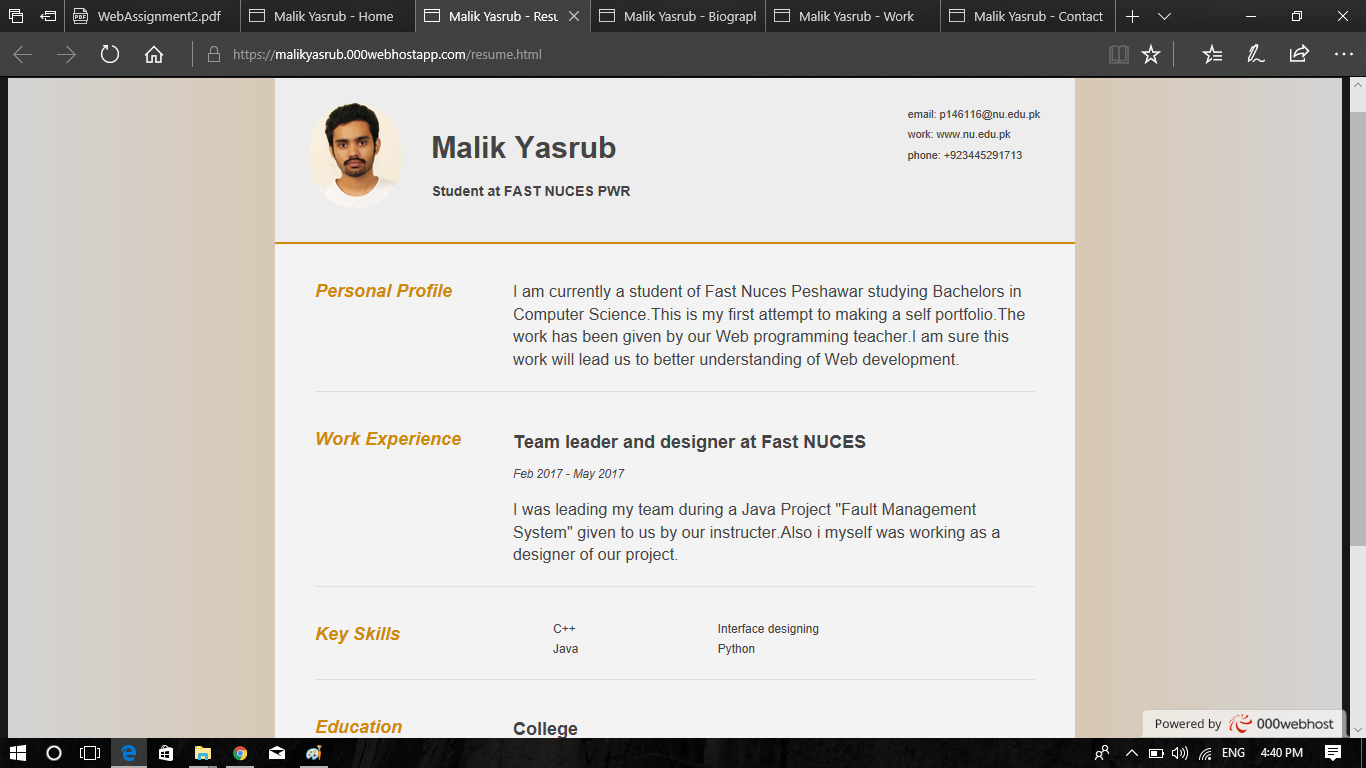 WebAssignment2.pdf
Malik Yasrub - Home
Malik Yasrub - Resu
Malik Yasrub - Biograpl
Malik Yasrub - Work
Malik Yasrub - Contact
https://malikyasrub.000webhostapp.com/resume.html
Malik Yasrub
Student at FAST NUCES PWR
email: p146116@nu.edu.pk
work: www.nu.edu.pk
phone: +923445291713
Personal Profile
I am currently a student of Fast Nuces Peshawar studying Bachelors in
Computer Science.This is my first attempt to making a self portfolio.The
work has been given by our Web programming teacher.I am sure this
work will lead us to better understanding of Web development.
Work Experience
Team leader and designer at Fast NUCES
Feb 2017 - May 2017
I was leading my team during a Java Project "Fault Management
System" given to us by our instructer.Also i myself was working as a
designer of our project.
Key Skills
C++
Interface designing
Java
Python
Education
College
Powered by 000webhost
ENG
4:40 PM